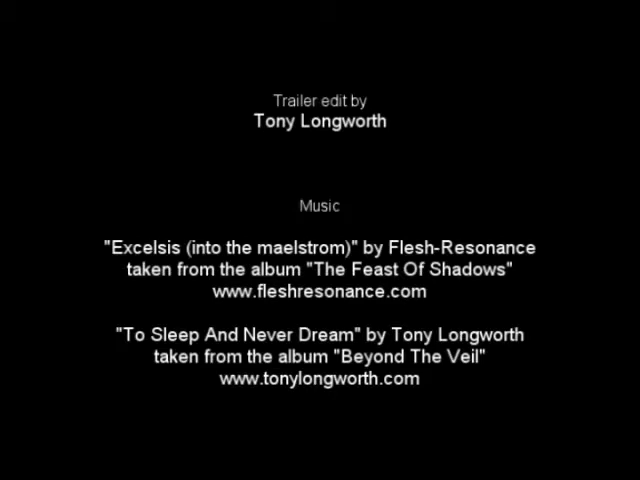 Trailer edit by
Tony Longworth
Music
"Excelsis (into the maelstrom)" by Flesh-Resonance
taken from the album "The Feast Of Shadows"
www.fleshresonance.com
"To Sleep And Never Dream" by Tony Longworth
taken from the album "Beyond The Veil"
www.tonylongworth.com